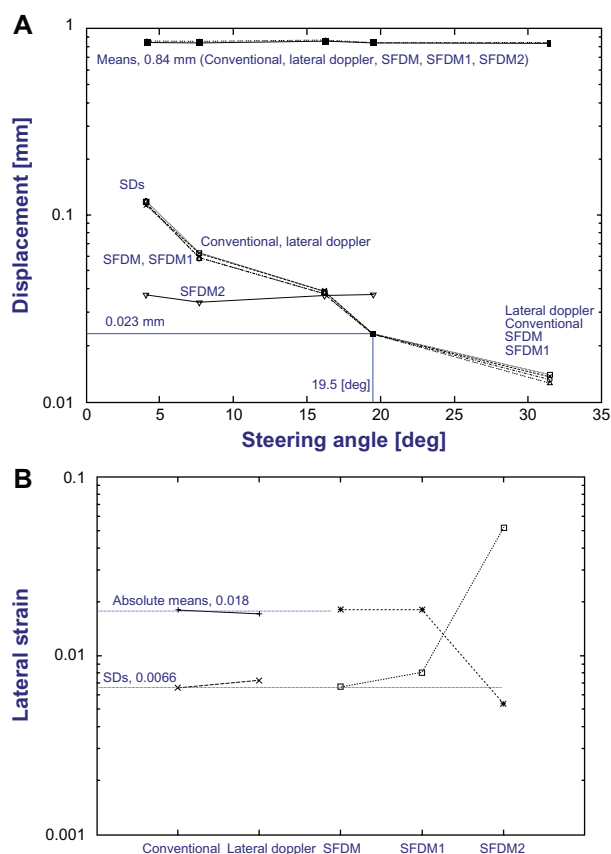 A
1
Means, 0.84 mm (Conventional, lateral doppler, SFDM, SFDM1, SFDM2)
Displacement [mm]
SDs
0.1
Conventional, lateral doppler
SFDM, SFDM1
SFDM2
0.023 mm
Lateral doppler
Conventional
SFDM
SFDM1
19.5 [deg]
0.01
0 5 10 15 20 25 30 35
Steering angle [deg]
B
0.1
Lateral strain
Absolute means, 0.018
0.01
SDs, 0.0066
0.001
Conventional Lateral doppler SFDM SFDM1 SFDM2